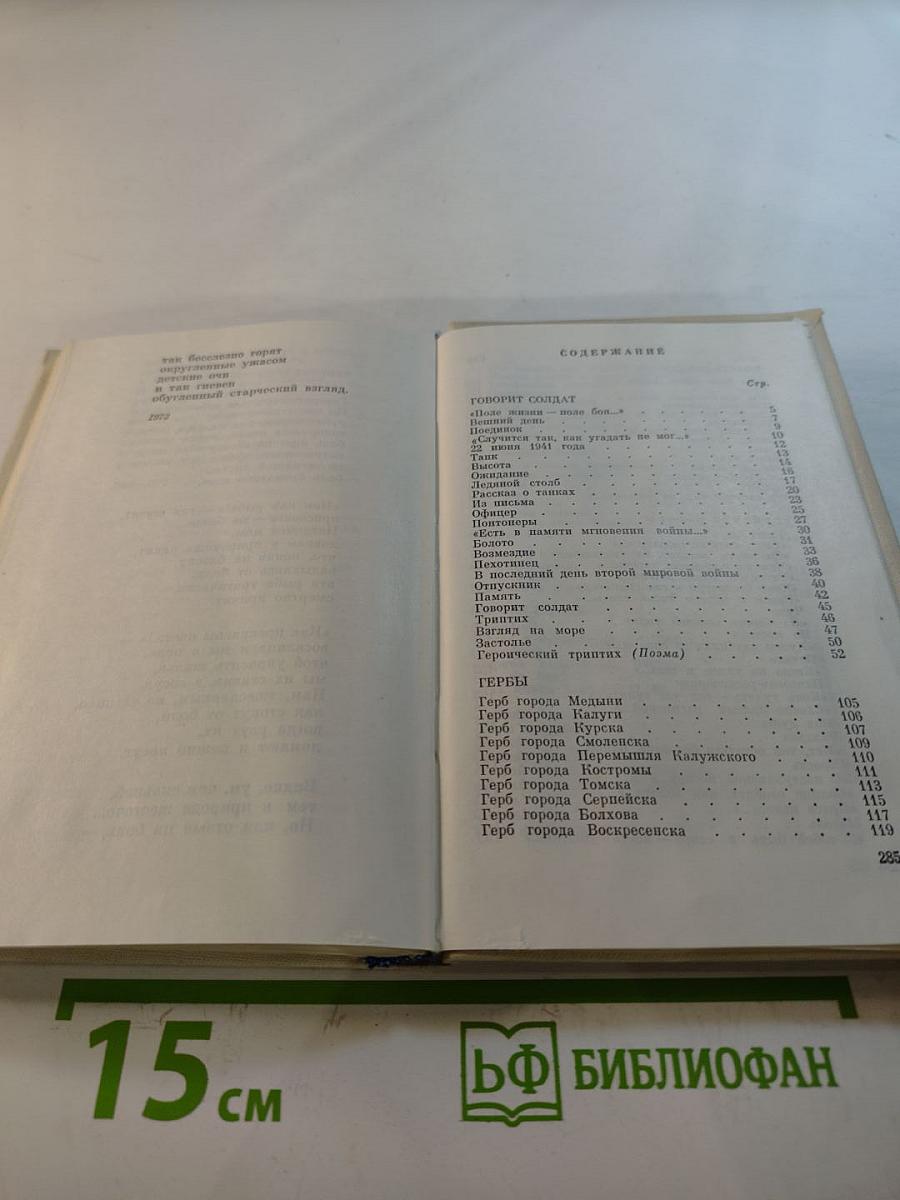 так бесслезно горят
округленные ужасом
детские очи
и так гневен
обугленный старческий взгляд.
1972
СОДЕРЖАНИЕ
Стр.
ГОВОРИТ СОЛДАТ
«Поле жизни — поле боя...» . . . . . . 5
Вешний день . . . . . . . . . 7
Поединок . . . . . . . . . 9
«Случится так, как угадать не мог...» . . . . 10
22 июня 1941 года . . . . . . . 12
Танк . . . . . . . . . . 13
Высота . . . . . . . . . 14
Ожидание . . . . . . . . . 16
Ледяной столб . . . . . . . . 17
Рассказ о танках . . . . . . . 20
Из письма . . . . . . . . . 23
Офицер . . . . . . . . . 25
Понтонеры . . . . . . . . . 27
«Есть в памяти мгновения войны...» . . . . 30
Болото . . . . . . . . . 31
Возмездие . . . . . . . . . 33
Пехотинец . . . . . . . . . 36
В последний день второй мировой войны . . 38
Отпускник . . . . . . . . . 40
Память . . . . . . . . . 42
Говорит солдат . . . . . . . 45
Триптих . . . . . . . . . 46
Взгляд на море . . . . . . . 47
Застолье . . . . . . . . . 50
Героический триптих (Поэма) . . . . . 52
ГЕРБЫ
Герб города Медыни . . . . . . . 105
Герб города Калуги . . . . . . . 106
Герб города Курска . . . . . . . 107
Герб города Смоленска . . . . . . 109
Герб города Перемышля Калужского . . . 110
Герб города Костромы . . . . . . 111
Герб города Томска . . . . . . . 113
Герб города Серпейска . . . . . . 115
Герб города Болхова . . . . . . . 117
Герб города Воскресенска . . . . . 119
285
15 см
ЬФ БИБЛИОФАН